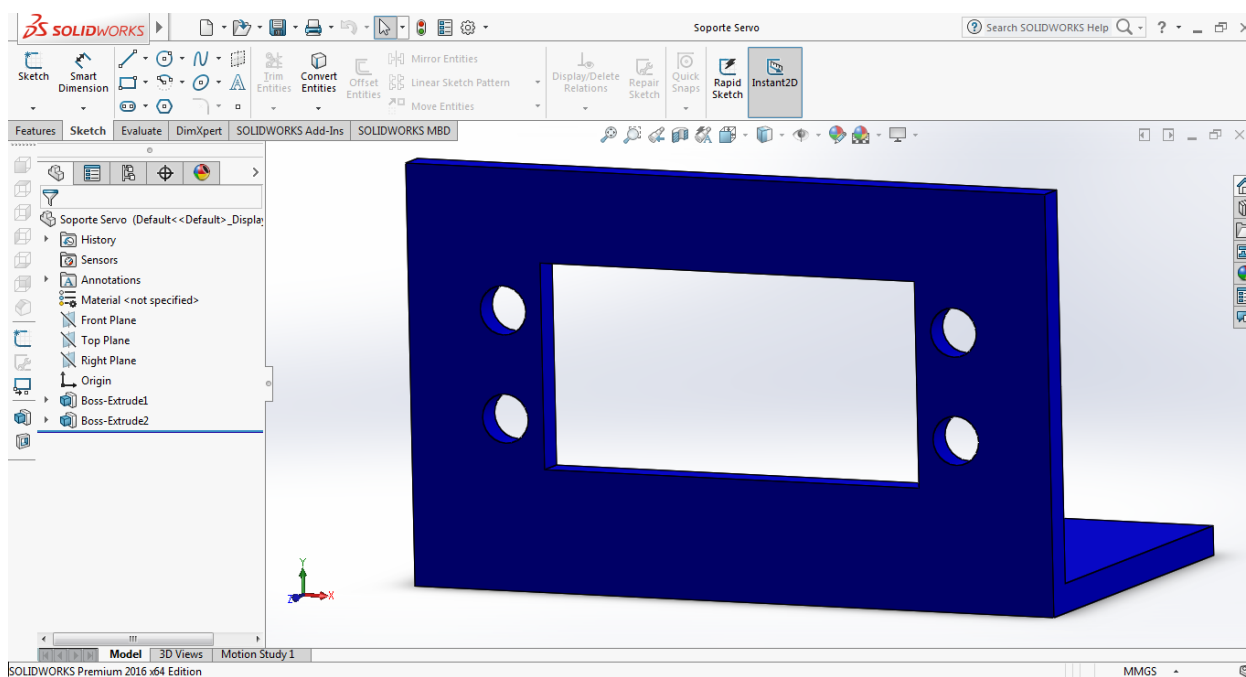 SOLIDWORKS
Soporte Servo
Search SOLIDWORKS Help
?
Sketch
Smart Dimension
Trim Entities
Convert Entities
Offset Entities
Mirror Entities
Linear Sketch Pattern
Move Entities
Display/Delete Relations
Repair Sketch
Quick Snaps
Rapid Sketch
Instant2D
Features Sketch Evaluate DimXpert SOLIDWORKS Add-Ins SOLIDWORKS MBD
Soporte Servo (Default<<Default>_Display
History
Sensors
Annotations
Material <not specified>
Front Plane
Top Plane
Right Plane
Origin
Boss-Extrude1
Boss-Extrude2
Y
Z X
Model 3D Views Motion Study 1
SOLIDWORKS Premium 2016 x64 Edition
MMGS